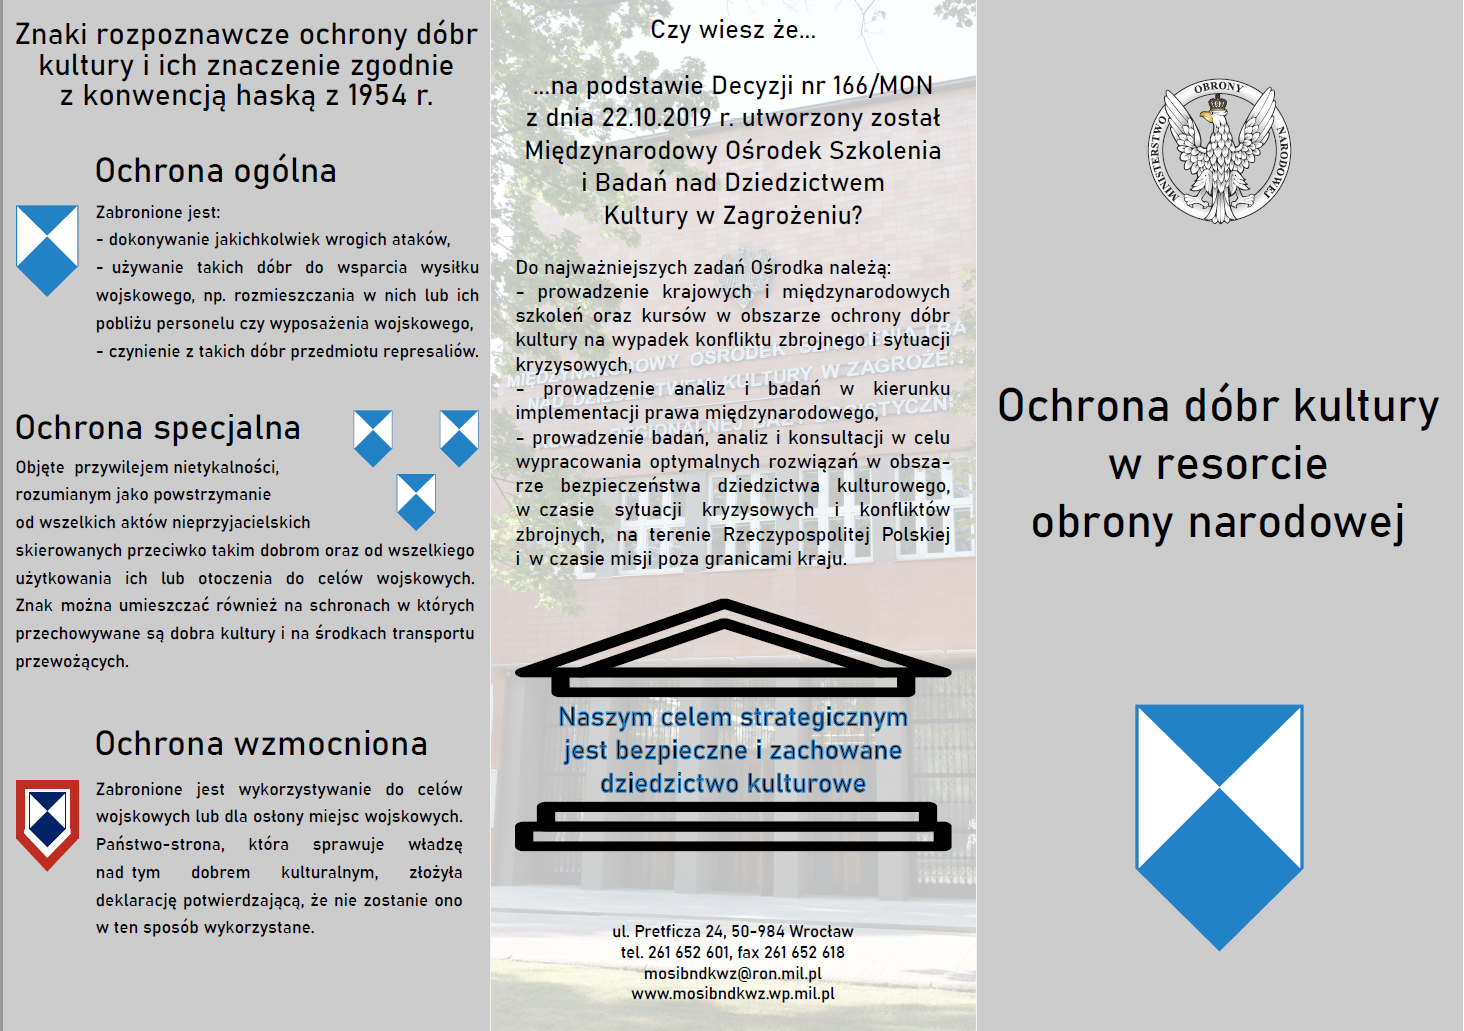 Znaki rozpoznawcze ochrony dóbr
kultury i ich znaczenie zgodnie
z konwencją haską z 1954 r.
Ochrona ogólna
Zabronione jest:
- dokonywanie jakichkolwiek wrogich ataków,
- używanie takich dóbr do wsparcia wysiłku
wojskowego, np. rozmieszczania w nich lub ich
pobliżu personelu czy wyposażenia wojskowego,
- czynienie z takich dóbr przedmiotu represaliów.
Ochrona specjalna
Objęte przywilejem nietykalności,
rozumianym jako powstrzymanie
od wszelkich aktów nieprzyjacielskich
skierowanych przeciwko takim dobrom oraz od wszelkiego
użytkowania ich lub otoczenia do celów wojskowych.
Znak można umieszczać również na schronach w których
przechowywane są dobra kultury i na środkach transportu
przewożących.
Ochrona wzmocniona
Zabronione jest wykorzystywanie do celów
wojskowych lub dla osłony miejsc wojskowych.
Państwo-strona, która sprawuje władzę
nad tym dobrem kulturalnym, złożyła
deklarację potwierdzającą, że nie zostanie ono
w ten sposób wykorzystane.
Czy wiesz że...
...na podstawie Decyzji nr 166/MON
z dnia 22.10.2019 r. utworzony został
Międzynarodowy Ośrodek Szkolenia
i Badań nad Dziedzictwem
Kultury w Zagrożeniu?
Do najważniejszych zadań Ośrodka należą:
- prowadzenie krajowych i międzynarodowych
szkoleń oraz kursów w obszarze ochrony dóbr
kultury na wypadek konfliktu zbrojnego i sytuacji
kryzysowych,
- prowadzenie analiz i badań w kierunku
implementacji prawa międzynarodowego,
- prowadzenie badań, analiz i konsultacji w celu
wypracowania optymalnych rozwiązań w obsza-
rze bezpieczeństwa dziedzictwa kulturowego,
w czasie sytuacji kryzysowych i konfliktów
zbrojnych, na terenie Rzeczypospolitej Polskiej
i w czasie misji poza granicami kraju.
Naszym celem strategicznym
jest bezpieczne i zachowane
dziedzictwo kulturowe
ul. Pretficza 24, 50-984 Wrocław
tel. 261 652 601, fax 261 652 618
mosibndkwz@ron.mil.pl
www.mosibndkwz.wp.mil.pl
MINISTERSTWO OBRONY NARODOWEJ
Ochrona dóbr kultury
w resorcie
obrony narodowej